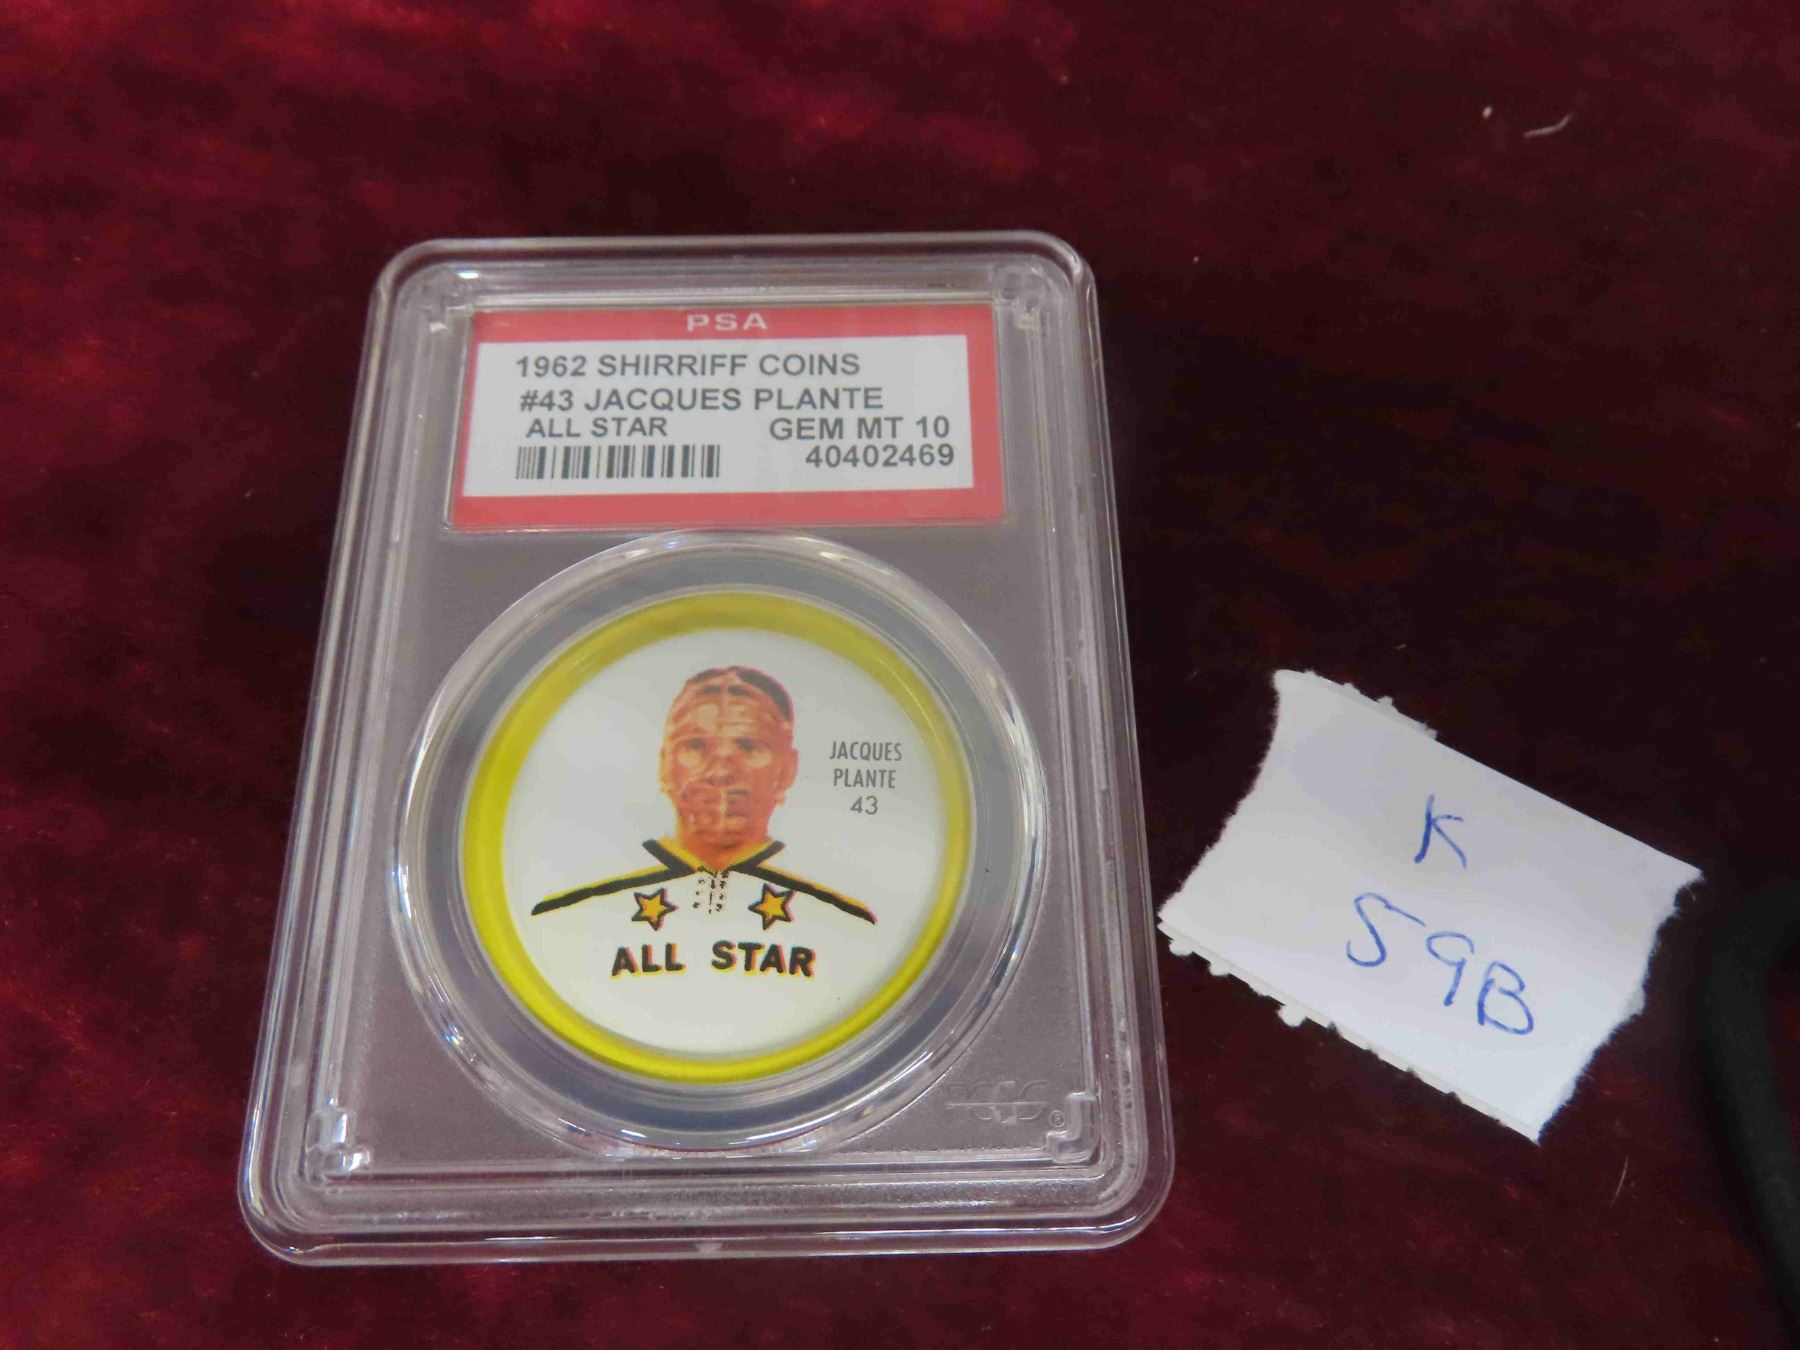 PSA
1962 SHIRRIFF COINS
#43 JACQUES PLANTE
ALL STAR GEM MT 10
40402469
JACQUES
PLANTE
43
ALL STAR
PCGS
K
59B